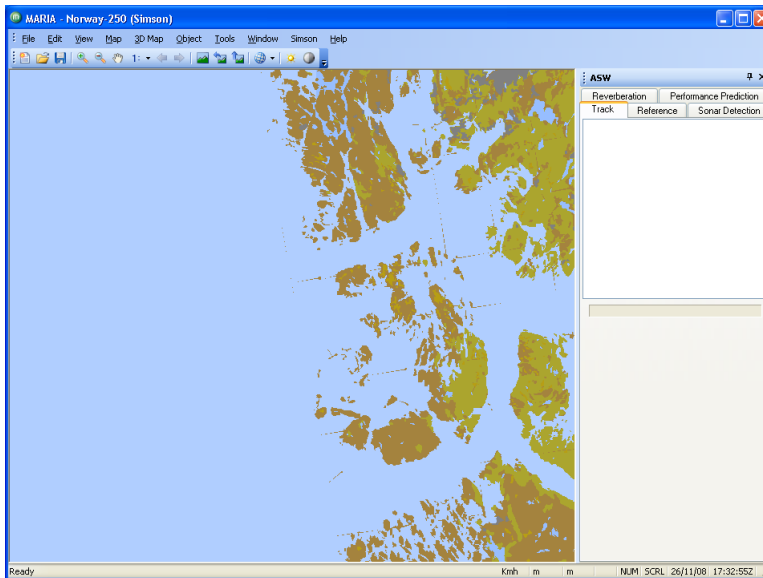 MARIA - Norway-250 (Simson)
File Edit View Map 3D Map Object Tools Window Simson Help
1:
ASW
Reverberation Performance Prediction
Track Reference Sonar Detection
Ready Kmh m m NUM SCRL 26/11/08 17:32:55Z